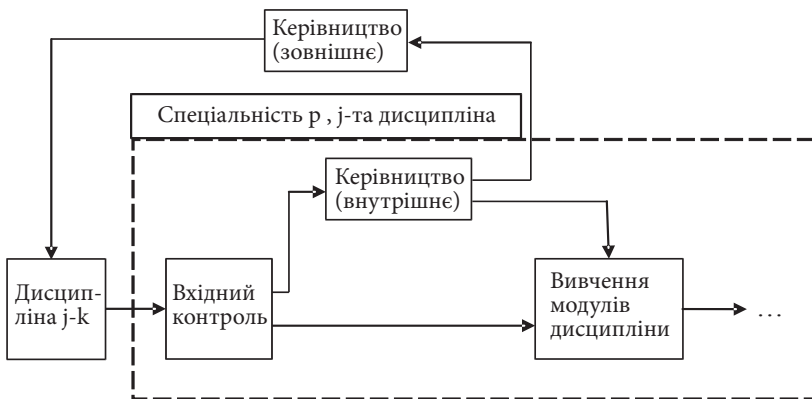 Керівництво
(зовнішнє)
Спеціальність р , j-та дисципліна
Керівництво
(внутрішнє)
Дисцип-
ліна j-k
Вхідний
контроль
Вивчення
модулів
дисципліни
...